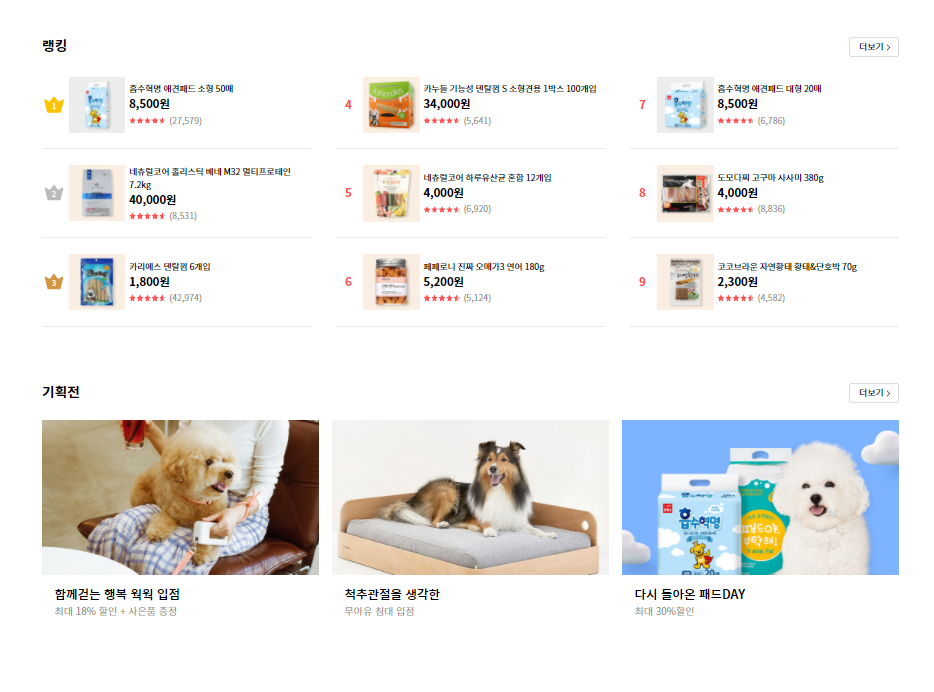 랭킹
더보기 >
1
흡수혁명 애견패드 소형 50매
8,500원
(27,579)
2
네츄럴코어 홀리스틱 베네 M32 멀티프로테인
7.2kg
40,000원
(8,531)
3
카리에스 덴탈껌 6개입
1,800원
(42,974)
4
카누들 기능성 덴탈껌 S 소형견용 1박스 100개입
34,000원
(5,641)
5
네츄럴코어 하루유산균 혼합 12개입
4,000원
(6,920)
6
페페로니 진짜 오메가3 연어 180g
5,200원
(5,124)
7
흡수혁명 애견패드 대형 20매
8,500원
(6,786)
8
도모다찌 고구마 사사미 380g
4,000원
(8,836)
9
코코브라운 자연황태 황태&단호박 70g
2,300원
(4,582)
기획전
더보기 >
흡수혁명
함께걷는 행복 웍웍 입점
최대 18% 할인 + 사은품 증정
척추관절을 생각한
무아유 침대 입점
다시 돌아온 패드DAY
최대 30%할인